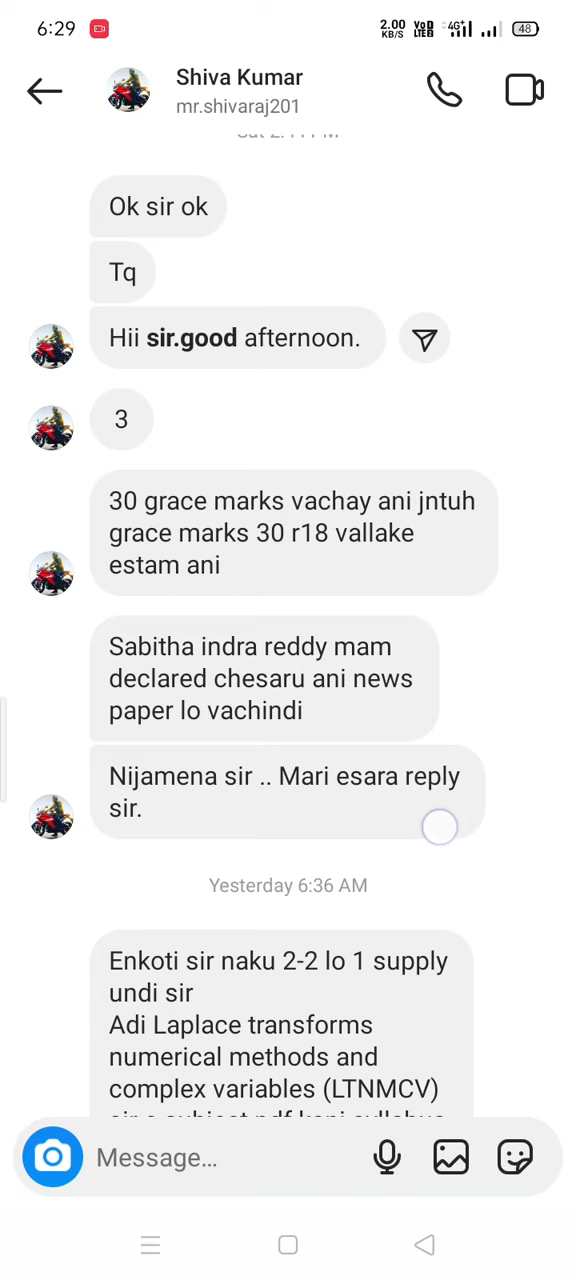 6:29
2.00 KB/S VoD LTE2 4G+ 48
Shiva Kumar
mr.shivaraj201
Ok sir ok
Tq
Hii sir.good afternoon.
3
30 grace marks vachay ani jntuh
grace marks 30 r18 vallake
estam ani
Sabitha indra reddy mam
declared chesaru ani news
paper lo vachindi
Nijamena sir .. Mari esara reply
sir.
Yesterday 6:36 AM
Enkoti sir naku 2-2 lo 1 supply
undi sir
Adi Laplace transforms
numerical methods and
complex variables (LTNMCV)
Message...